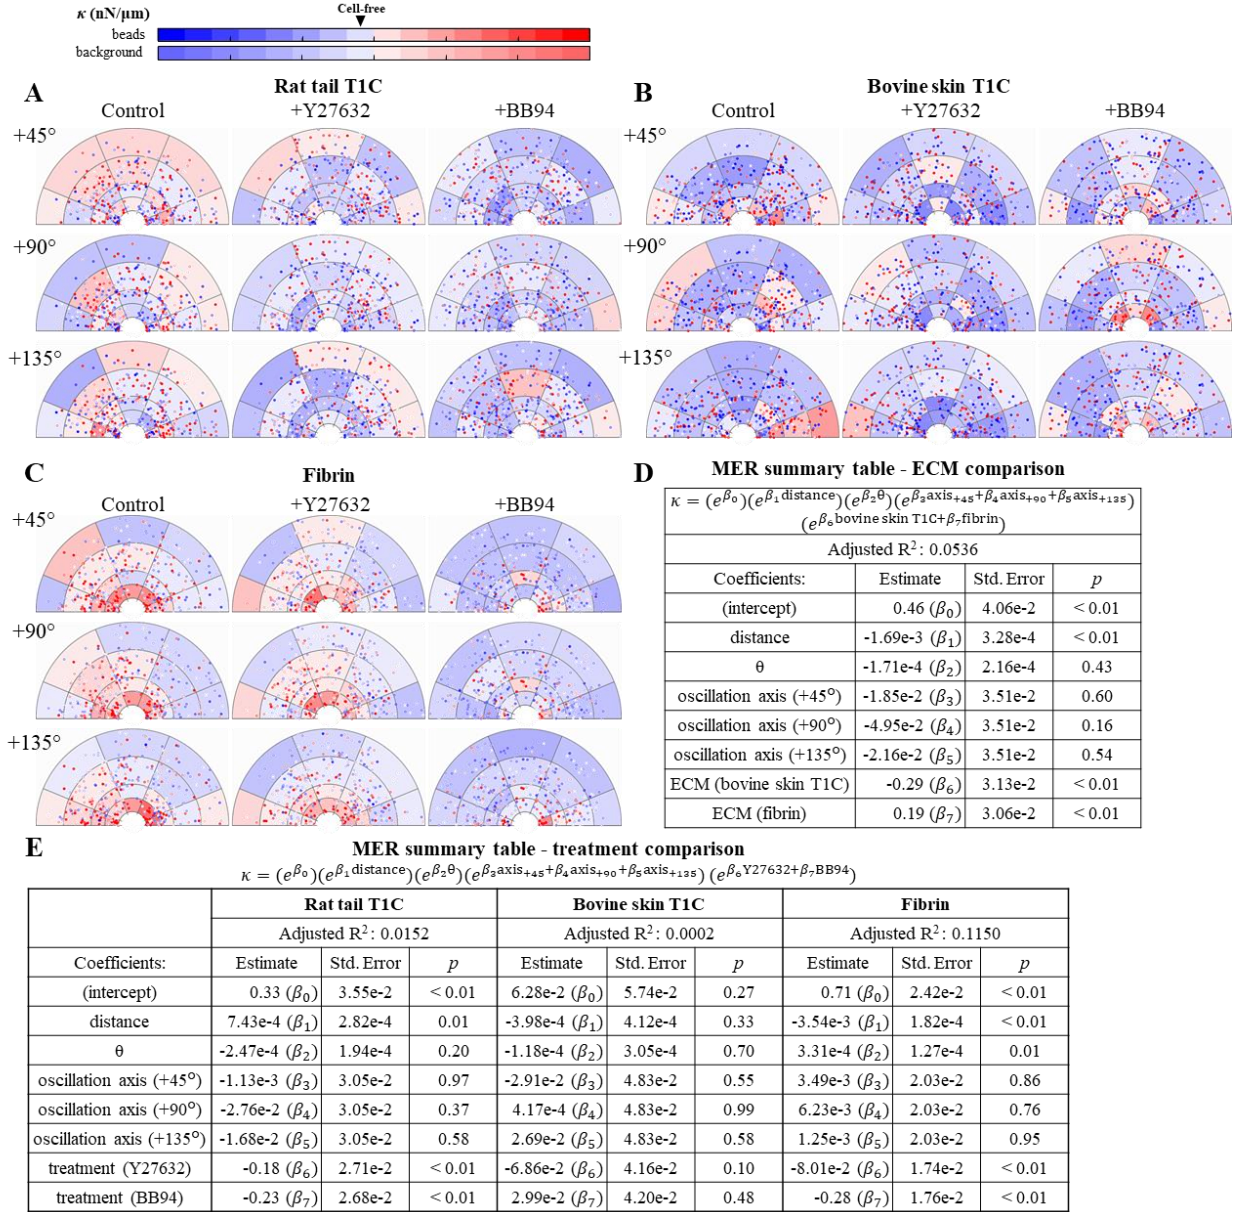 κ (nN/μm)
Cell-free
beads
background
A
Rat tail T1C
Control
+Y27632
+BB94
+45°
+90°
+135°
B
Bovine skin T1C
Control
+Y27632
+BB94
+45°
+90°
+135°
C
Fibrin
Control
+Y27632
+BB94
+45°
+90°
+135°
D
MER summary table - ECM comparison
κ = (e^β₀)(e^β₁distance)(e^β₂θ)(e^β₃axis₊₄₅+β₄axis₊₉₀+β₅axis₊₁₃₅)
(e^β₆bovine skin T1C+β₇fibrin)
Adjusted R²: 0.0536
Coefficients: Estimate Std. Error p
(intercept) 0.46 (β₀) 4.06e-2 < 0.01
distance -1.69e-3 (β₁) 3.28e-4 < 0.01
θ -1.71e-4 (β₂) 2.16e-4 0.43
oscillation axis (+45°) -1.85e-2 (β₃) 3.51e-2 0.60
oscillation axis (+90°) -4.95e-2 (β₄) 3.51e-2 0.16
oscillation axis (+135°) -2.16e-2 (β₅) 3.51e-2 0.54
ECM (bovine skin T1C) -0.29 (β₆) 3.13e-2 < 0.01
ECM (fibrin) 0.19 (β₇) 3.06e-2 < 0.01
E
MER summary table - treatment comparison
κ = (e^β₀)(e^β₁distance)(e^β₂θ)(e^β₃axis₊₄₅+β₄axis₊₉₀+β₅axis₊₁₃₅) (e^β₆Y27632+β₇BB94)
Rat tail T1C Bovine skin T1C Fibrin
Adjusted R²: 0.0152 Adjusted R²: 0.0002 Adjusted R²: 0.1150
Coefficients: Estimate Std. Error p Estimate Std. Error p Estimate Std. Error p
(intercept) 0.33 (β₀) 3.55e-2 < 0.01 6.28e-2 (β₀) 5.74e-2 0.27 0.71 (β₀) 2.42e-2 < 0.01
distance 7.43e-4 (β₁) 2.82e-4 0.01 -3.98e-4 (β₁) 4.12e-4 0.33 -3.54e-3 (β₁) 1.82e-4 < 0.01
θ -2.47e-4 (β₂) 1.94e-4 0.20 -1.18e-4 (β₂) 3.05e-4 0.70 3.31e-4 (β₂) 1.27e-4 0.01
oscillation axis (+45°) -1.13e-3 (β₃) 3.05e-2 0.97 -2.91e-2 (β₃) 4.83e-2 0.55 3.49e-3 (β₃) 2.03e-2 0.86
oscillation axis (+90°) -2.76e-2 (β₄) 3.05e-2 0.37 4.17e-4 (β₄) 4.83e-2 0.99 6.23e-3 (β₄) 2.03e-2 0.76
oscillation axis (+135°) -1.68e-2 (β₅) 3.05e-2 0.58 2.69e-2 (β₅) 4.83e-2 0.58 1.25e-3 (β₅) 2.03e-2 0.95
treatment (Y27632) -0.18 (β₆) 2.71e-2 < 0.01 -6.86e-2 (β₆) 4.16e-2 0.10 -8.01e-2 (β₆) 1.74e-2 < 0.01
treatment (BB94) -0.23 (β₇) 2.68e-2 < 0.01 2.99e-2 (β₇) 4.20e-2 0.48 -0.28 (β₇) 1.76e-2 < 0.01